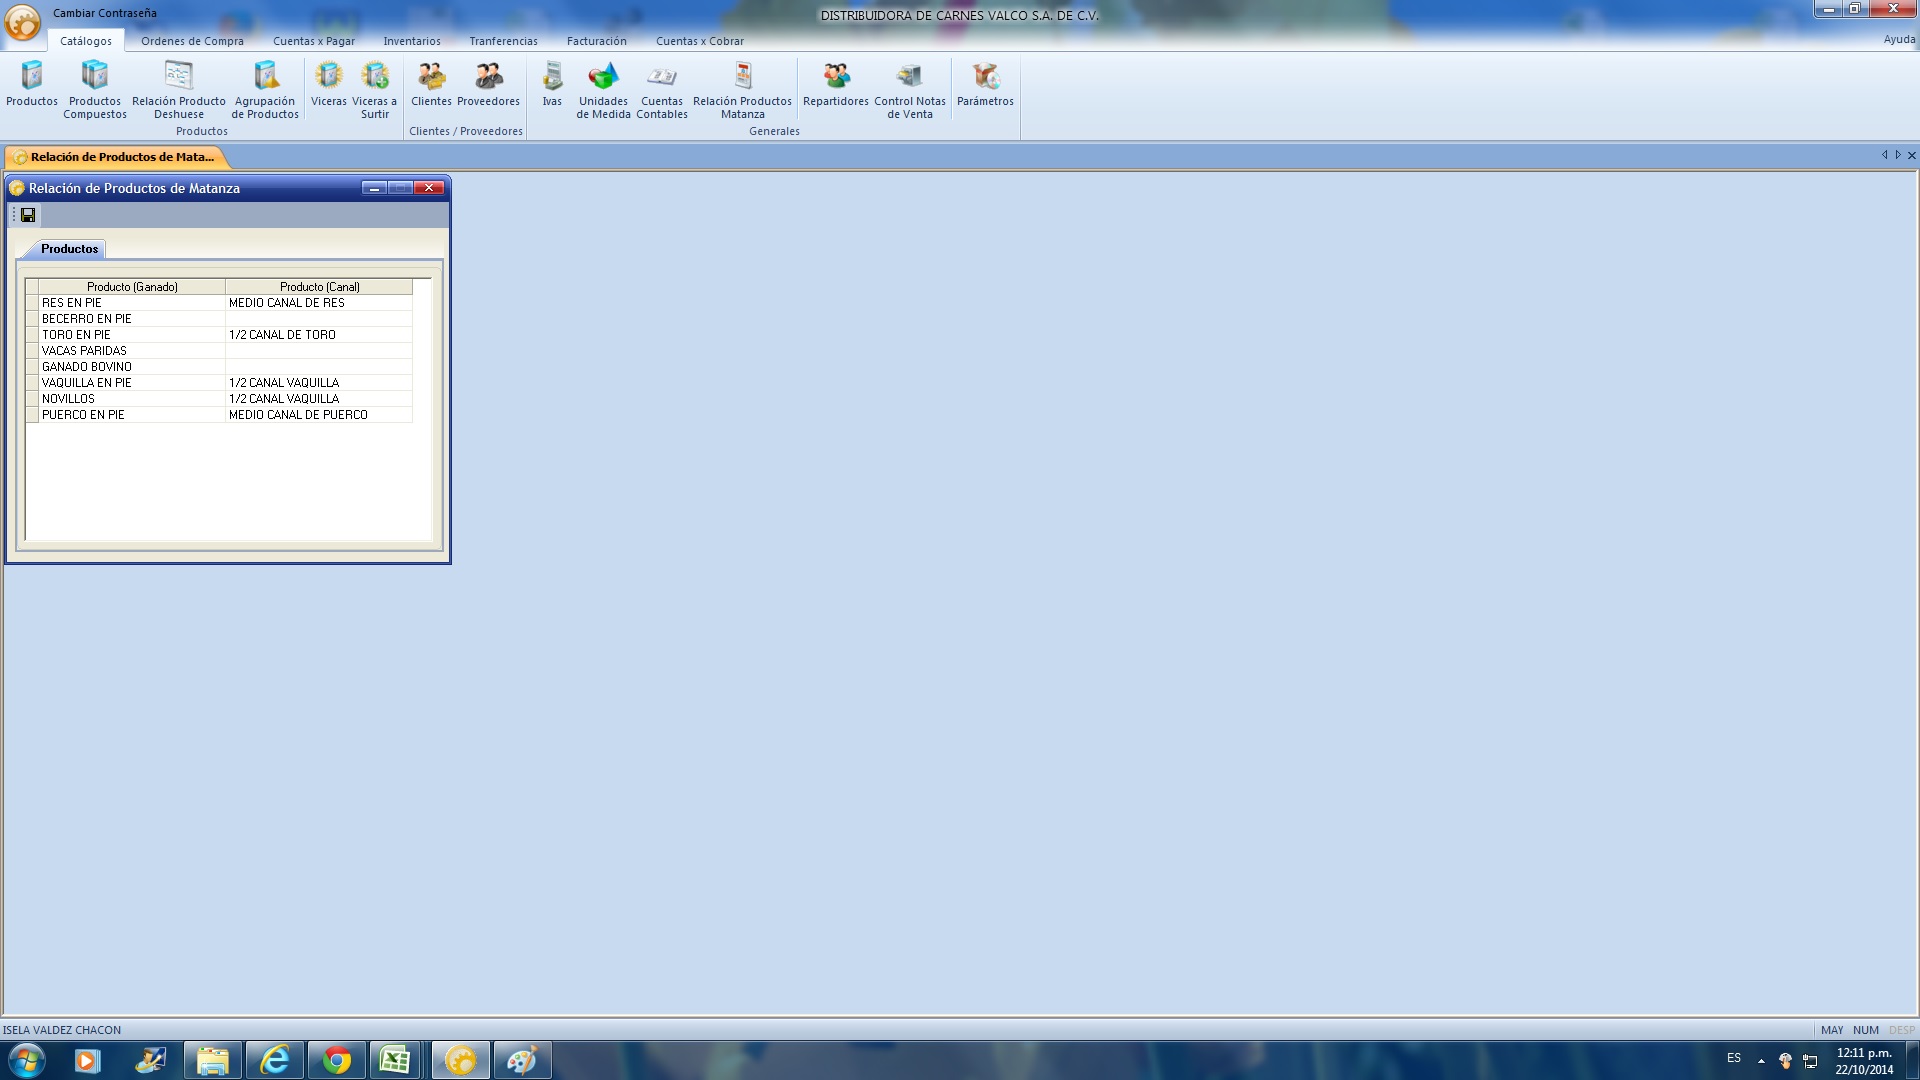 Cambiar Contraseña
DISTRIBUIDORA DE CARNES VALCO S.A. DE C.V.
Catálogos Ordenes de Compra Cuentas x Pagar Inventarios Tranferencias Facturación Cuentas x Cobrar Ayuda
Productos Productos Compuestos Relación Producto Deshuese Agrupación de Productos Viceras Viceras a Surtir Clientes Proveedores Ivas Unidades de Medida Cuentas Contables Relación Productos Matanza Repartidores Control Notas de Venta Parámetros
Productos Clientes / Proveedores Generales
Relación de Productos de Mata...
Relación de Productos de Matanza
Productos
Producto (Ganado) Producto (Canal)
RES EN PIE MEDIO CANAL DE RES
BECERRO EN PIE
TORO EN PIE 1/2 CANAL DE TORO
VACAS PARIDAS
GANADO BOVINO
VAQUILLA EN PIE 1/2 CANAL VAQUILLA
NOVILLOS 1/2 CANAL VAQUILLA
PUERCO EN PIE MEDIO CANAL DE PUERCO
ISELA VALDEZ CHACON MAY NUM DESP
ES 12:11 p.m.
22/10/2014